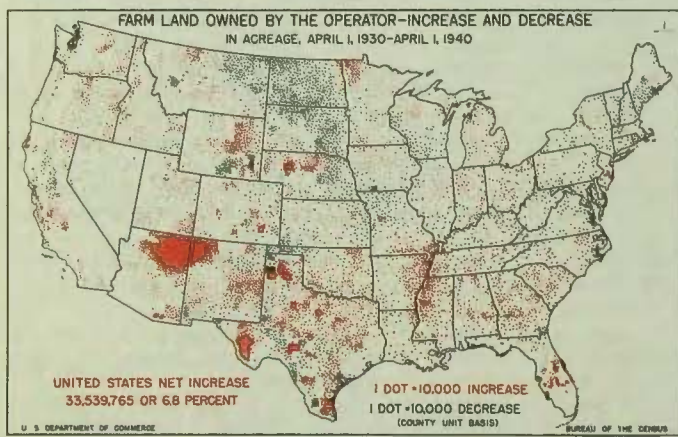 FARM LAND OWNED BY THE OPERATOR-INCREASE AND DECREASE
IN ACREAGE, APRIL 1, 1930-APRIL 1, 1940
UNITED STATES NET INCREASE
33,539,765 OR 6.8 PERCENT
1 DOT=10,000 INCREASE
1 DOT=10,000 DECREASE
(COUNTY UNIT BASIS)
U S DEPARTMENT OF COMMERCE
BUREAU OF THE CENSUS